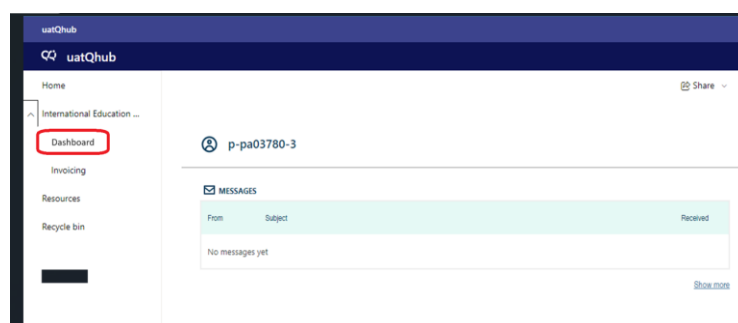 uatQhub
uatQhub
Home
Share
International Education ...
Dashboard
p-pa03780-3
Invoicing
MESSAGES
Resources
From Subject Received
Recycle bin
No messages yet
Show more